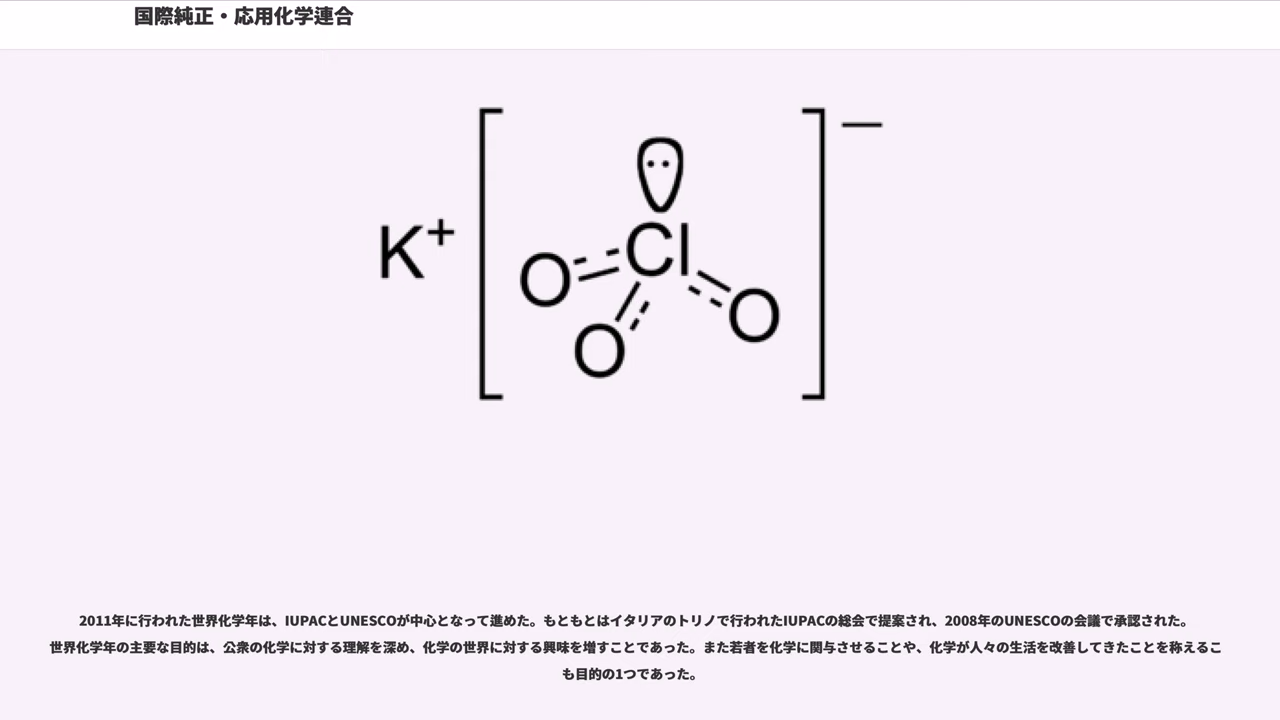 国際純正・応用化学連合
K+ [ O Cl O O ] −
2011年に行われた世界化学年は、IUPACとUNESCOが中心となって進めた。もともとはイタリアのトリノで行われたIUPACの総会で提案され、2008年のUNESCOの会議で承認された。
世界化学年の主要な目的は、公衆の化学に対する理解を深め、化学の世界に対する興味を増すことであった。また若者を化学に関与させることや、化学が人々の生活を改善してきたことを称えるこ
も目的の1つであった。